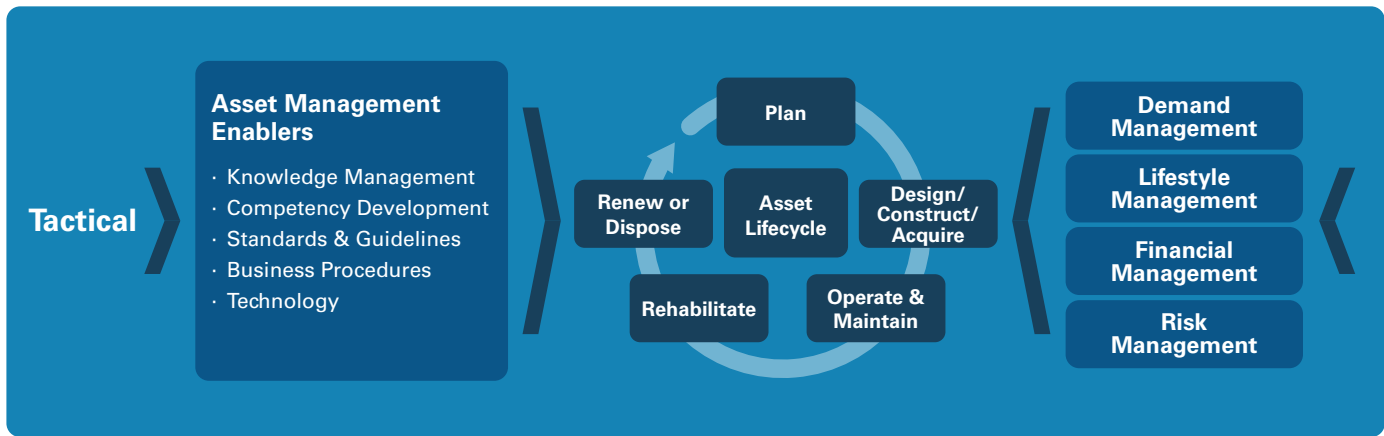 Tactical
Asset Management
Enablers
· Knowledge Management
· Competency Development
· Standards & Guidelines
· Business Procedures
· Technology
Plan
Renew or
Dispose
Asset
Lifecycle
Design/
Construct/
Acquire
Rehabilitate
Operate &
Maintain
Demand
Management
Lifestyle
Management
Financial
Management
Risk
Management